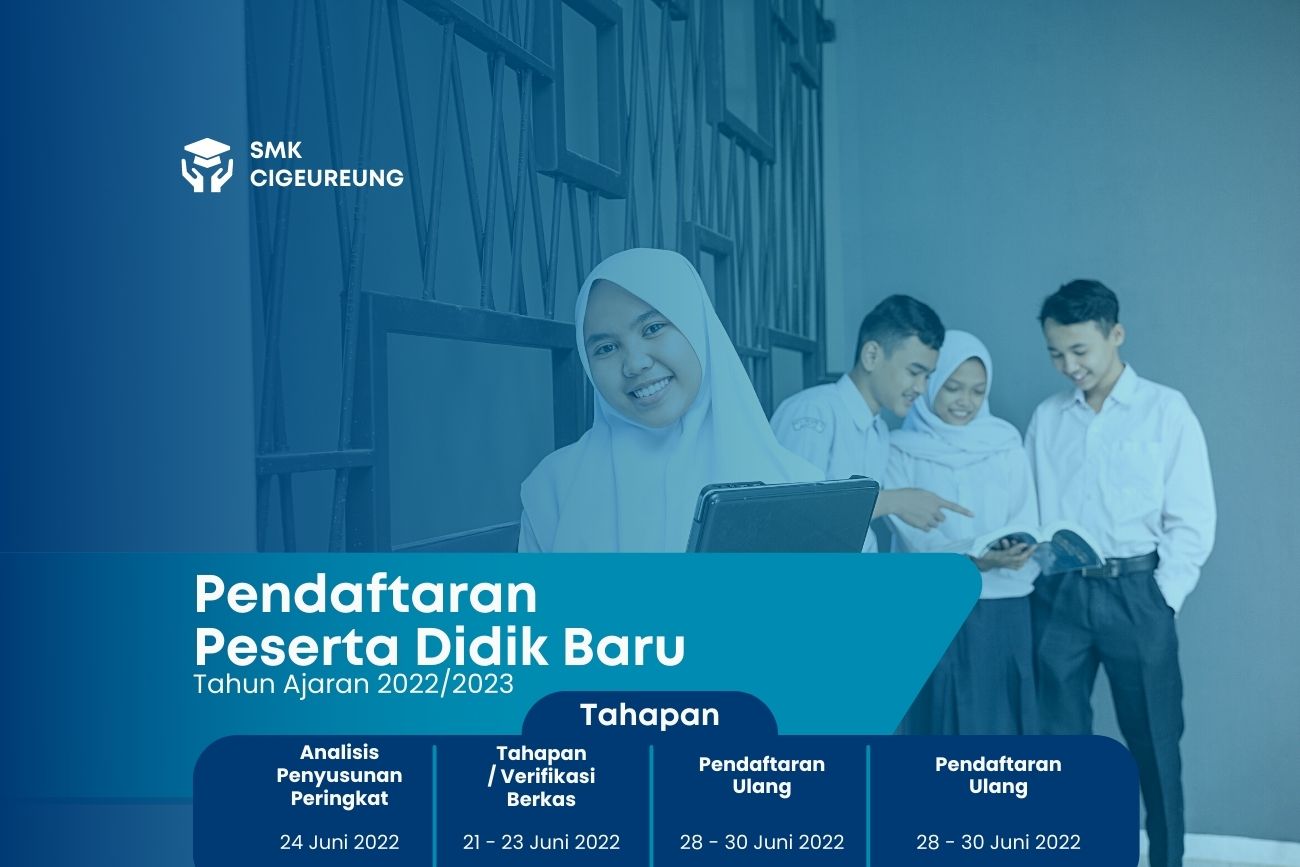 SMK
CIGEUREUNG
Pendaftaran
Peserta Didik Baru
Tahun Ajaran 2022/2023
Tahapan
Analisis
Penyusunan
Peringkat
24 Juni 2022
Tahapan
/ Verifikasi
Berkas
21 - 23 Juni 2022
Pendaftaran
Ulang
28 - 30 Juni 2022
Pendaftaran
Ulang
28 - 30 Juni 2022